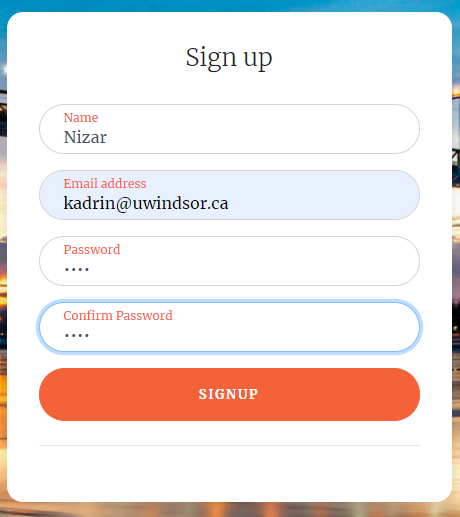 Sign up
Name
Nizar
Email address
kadrin@uwindsor.ca
Password
....
Confirm Password
....
SIGNUP